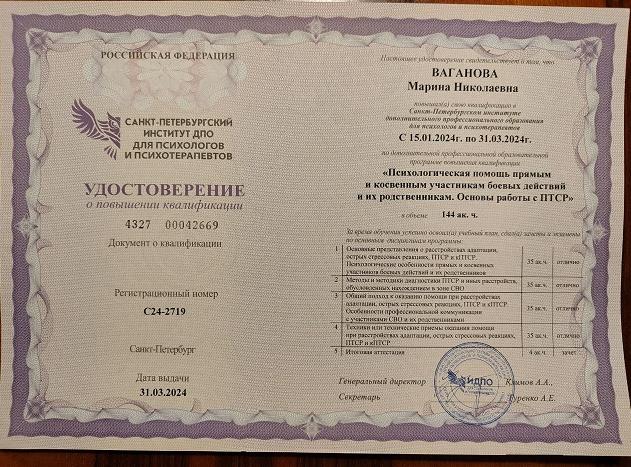 РОССИЙСКАЯ ФЕДЕРАЦИЯ
САНКТ-ПЕТЕРБУРГСКИЙ
ИНСТИТУТ ДПО
ДЛЯ ПСИХОЛОГОВ
И ПСИХОТЕРАПЕВТОВ
УДОСТОВЕРЕНИЕ
о повышении квалификации
4327 00042669
Документ о квалификации
Регистрационный номер
С24-2719
Санкт-Петербург
Дата выдачи
31.03.2024
Настоящее удостоверение свидетельствует о том, что
ВАГАНОВА
Марина Николаевна
повышал(а) свою квалификацию в
Санкт-Петербургском институте
дополнительного профессионального образования
для психологов и психотерапевтов
С 15.01.2024г. по 31.03.2024г.
по дополнительной профессиональной образовательной
программе повышения квалификации
«Психологическая помощь прямым
и косвенным участникам боевых действий
и их родственникам. Основы работы с ПТСР»
в объеме 144 ак. ч.
За время обучения успешно освоил(а) учебный план, сдал(а) зачеты и экзамены
по основным дисциплинам программы:
1 Основные представления о расстройствах адаптации,
острых стрессовых реакциях, ПТСР и кПТСР.
Психологические особенности прямых и косвенных
участников боевых действий и их родственников
35 ак.ч. отлично
2 Методы и методики диагностики ПТСР и иных расстройств,
обусловленных нахождением в зоне СВО
35 ак.ч. отлично
3 Общий подход к оказанию помощи при расстройствах
адаптации, острых стрессовых реакциях, ПТСР и кПТСР.
Особенности профессиональной коммуникации
с участниками СВО и их родственниками
35 ак.ч. отлично
4 Техники или технические приемы оказания помощи
при расстройствах адаптации, острых стрессовых реакциях,
ПТСР и кПТСР
35 ак.ч. отлично
5 Итоговая аттестация 4 ак.ч. зачет
Генеральный директор Климов А.А.
Секретарь Гуренко А.Е.
ИДПО